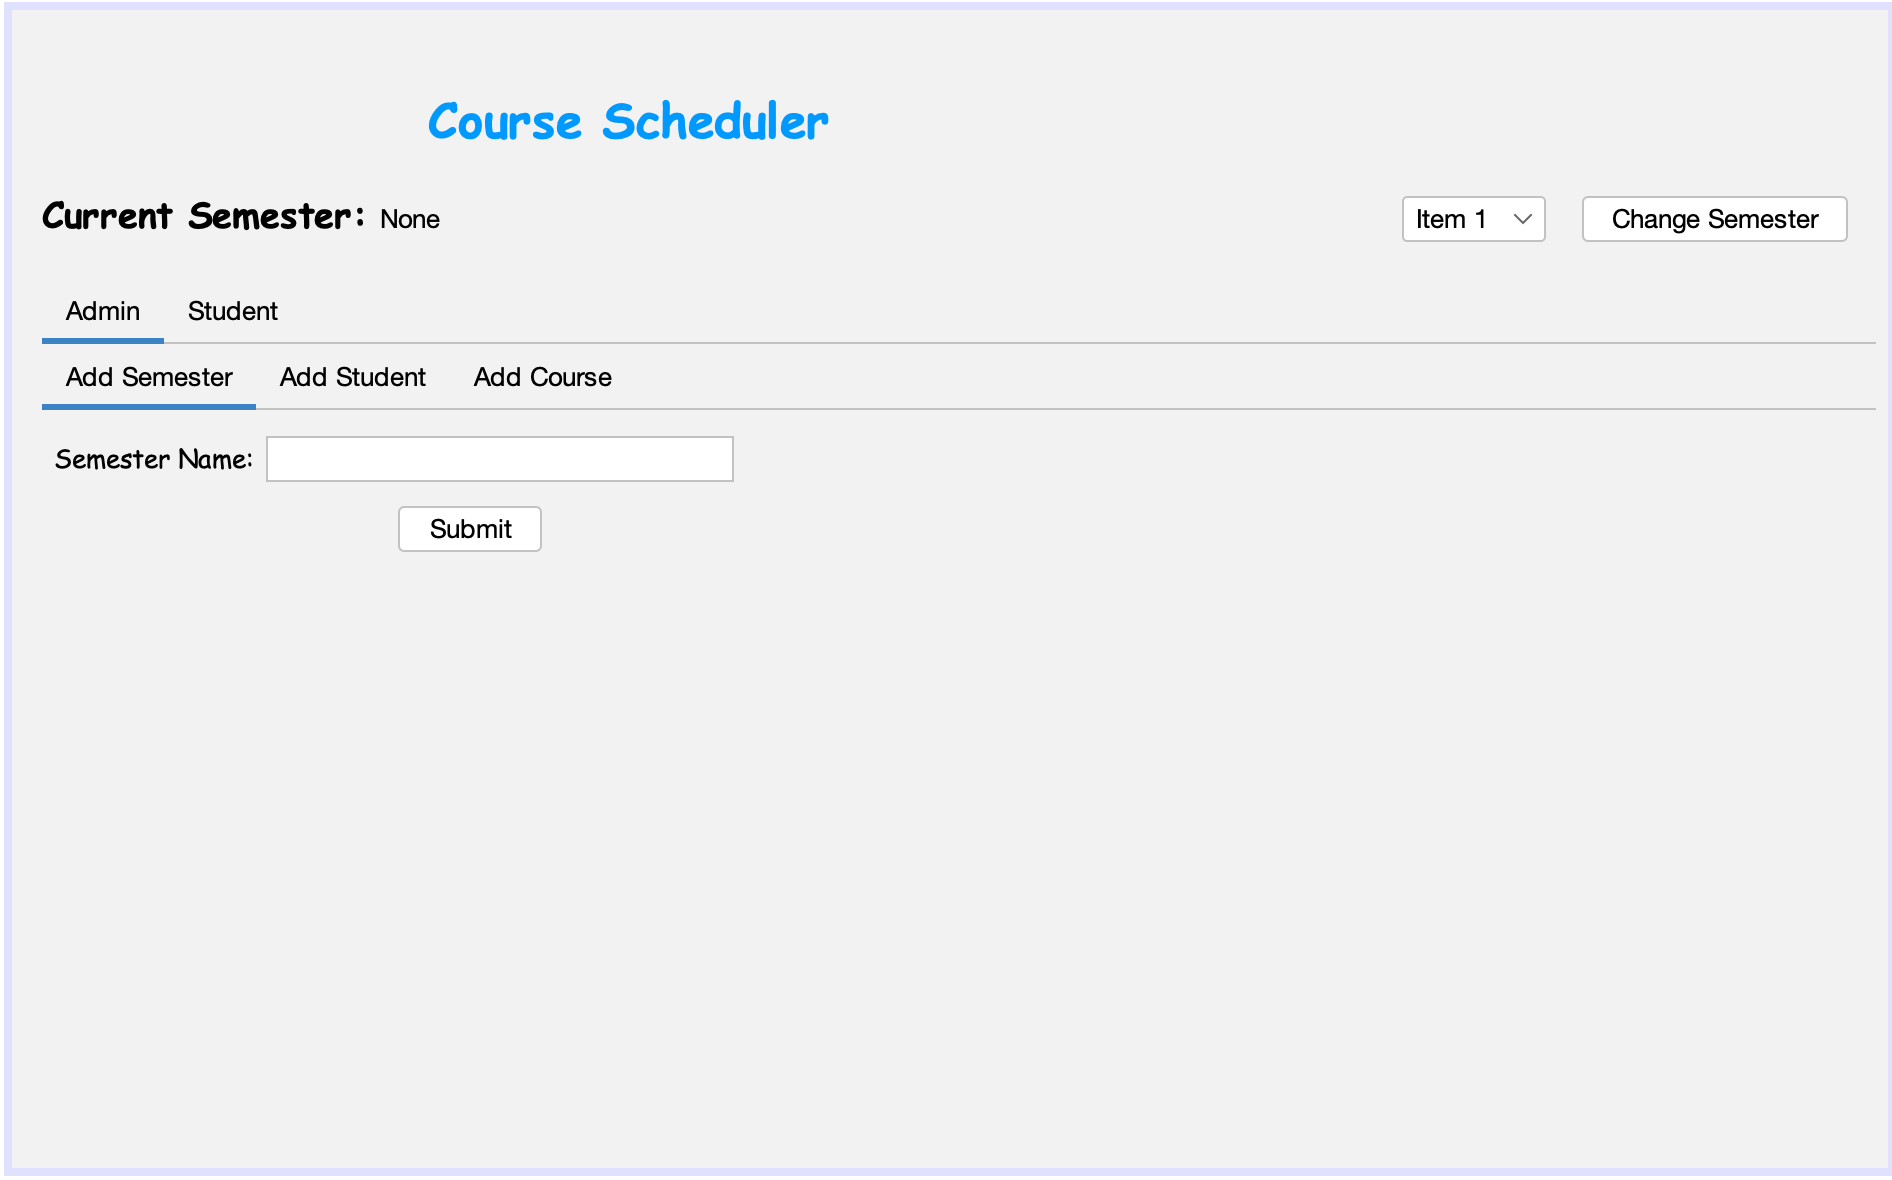 Course Scheduler
Current Semester: None
Item 1
Change Semester
Admin Student
Add Semester Add Student Add Course
Semester Name:
Submit